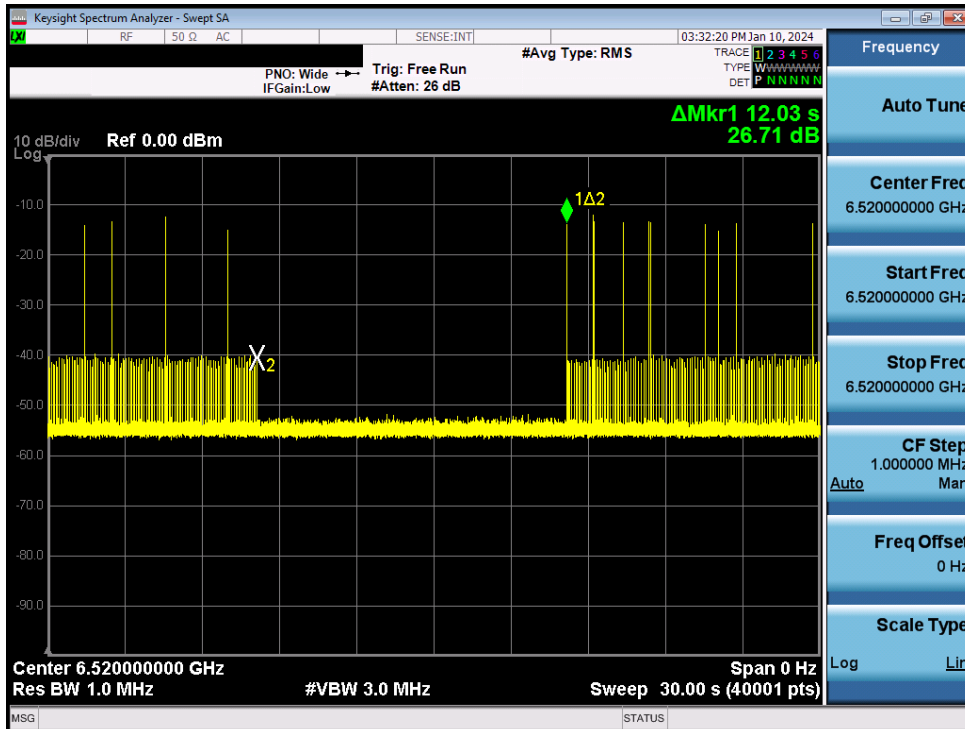 Keysight Spectrum Analyzer - Swept SA
LXI
RF
50 Ω
AC
SENSE:INT
03:32:20 PM Jan 10, 2024
#Avg Type: RMS
TRACE 1 2 3 4 5 6
PNO: Wide
Trig: Free Run
TYPE WWWWWW
IFGain:Low
#Atten: 26 dB
DET P N N N N N
ΔMkr1 12.03 s
26.71 dB
10 dB/div
Ref 0.00 dBm
Log
1Δ2
X2
-10.0
-20.0
-30.0
-40.0
-50.0
-60.0
-70.0
-80.0
-90.0
Center 6.520000000 GHz
Span 0 Hz
Res BW 1.0 MHz
#VBW 3.0 MHz
Sweep 30.00 s (40001 pts)
MSG
STATUS
Frequency
Auto Tune
Center Freq
6.520000000 GHz
Start Freq
6.520000000 GHz
Stop Freq
6.520000000 GHz
CF Step
1.000000 MHz
Auto
Man
Freq Offset
0 Hz
Scale Type
Log
Lin